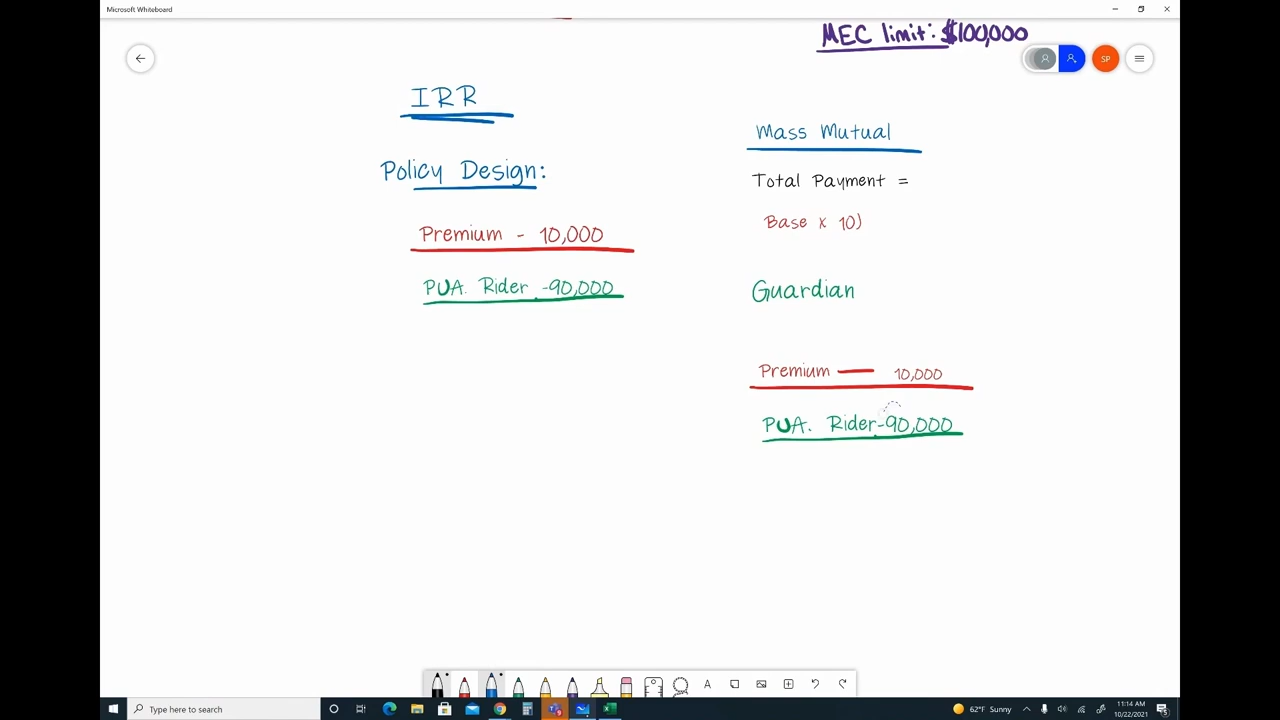 Microsoft Whiteboard
MEC limit: $100,000
SP
IRR
Policy Design:
Premium - 10,000
PUA. Rider -90,000
Mass Mutual
Total Payment =
Base x 10)
Guardian
Premium — 10,000
PUA. Rider-90,000
A
Type here to search
62°F Sunny
11:14 AM
10/22/2021
5